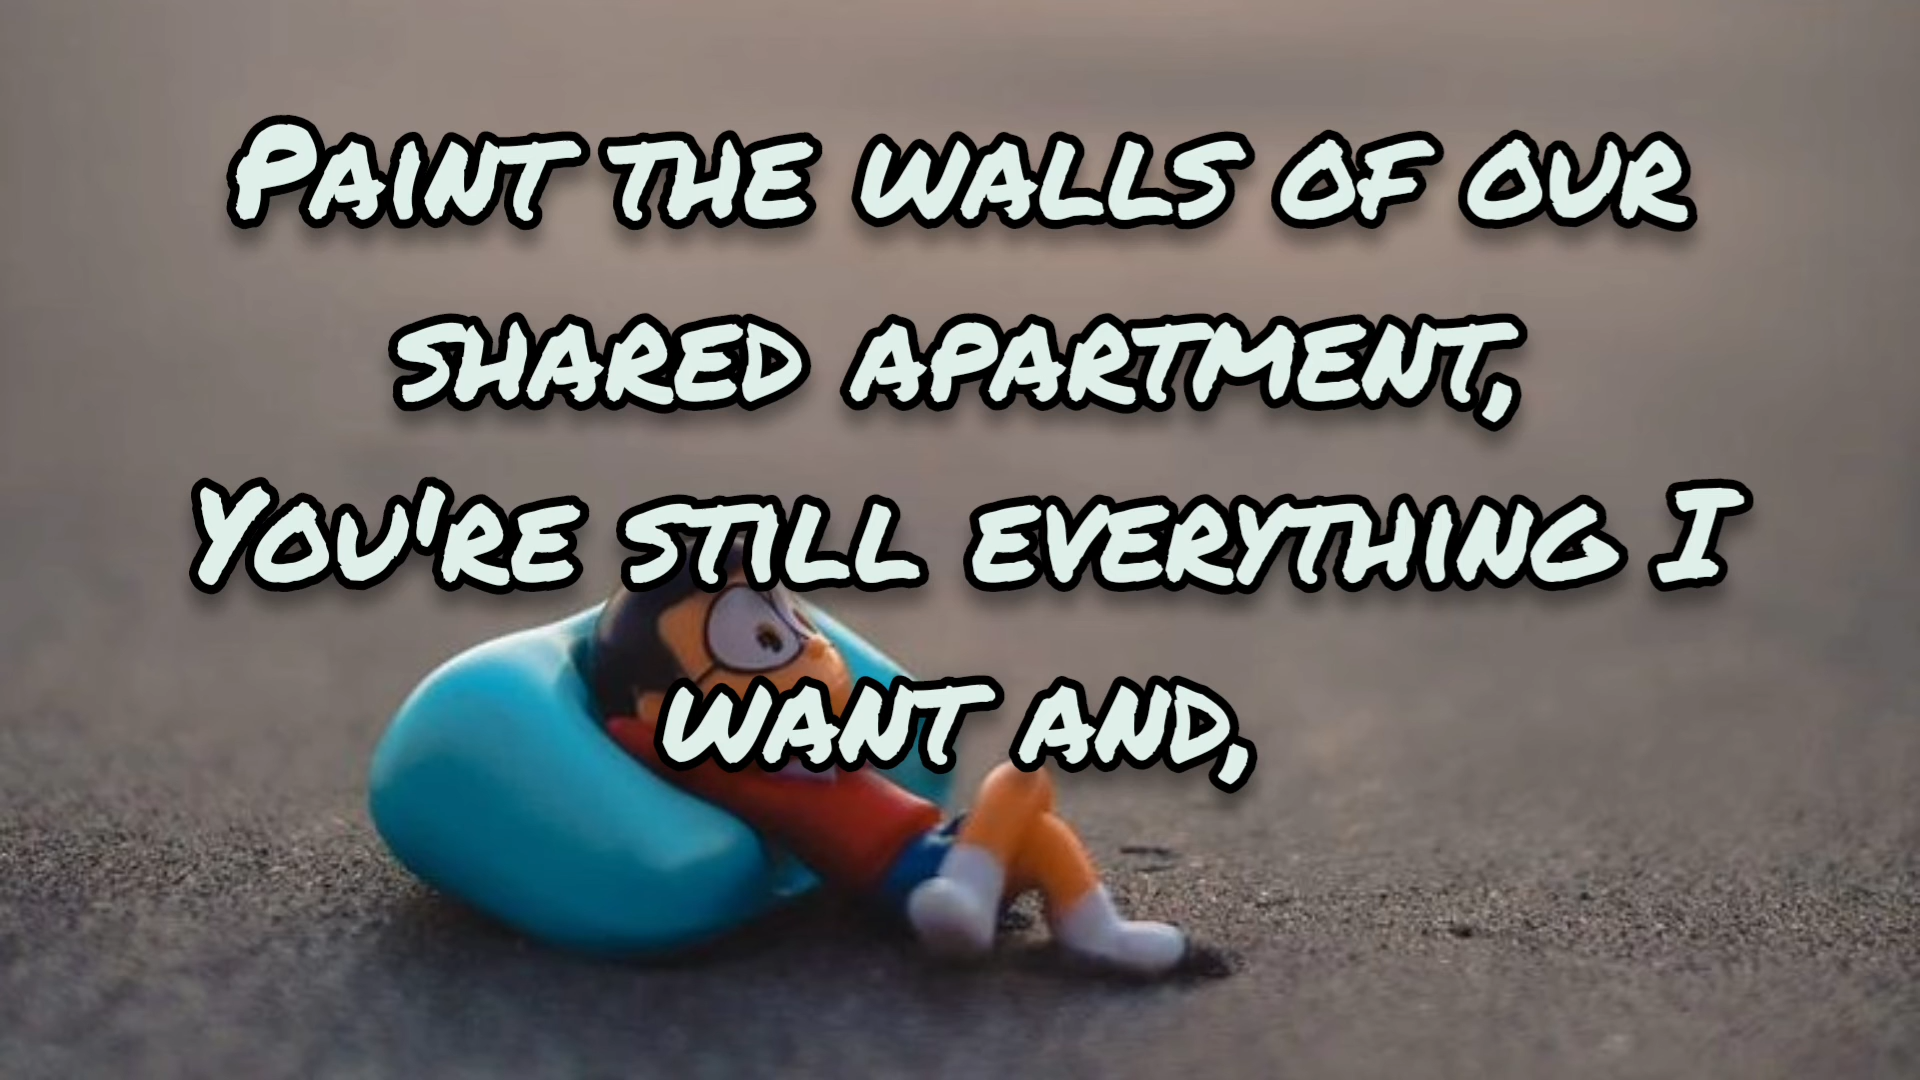 Paint the walls of our
shared apartment,
You're still everything I
want and,